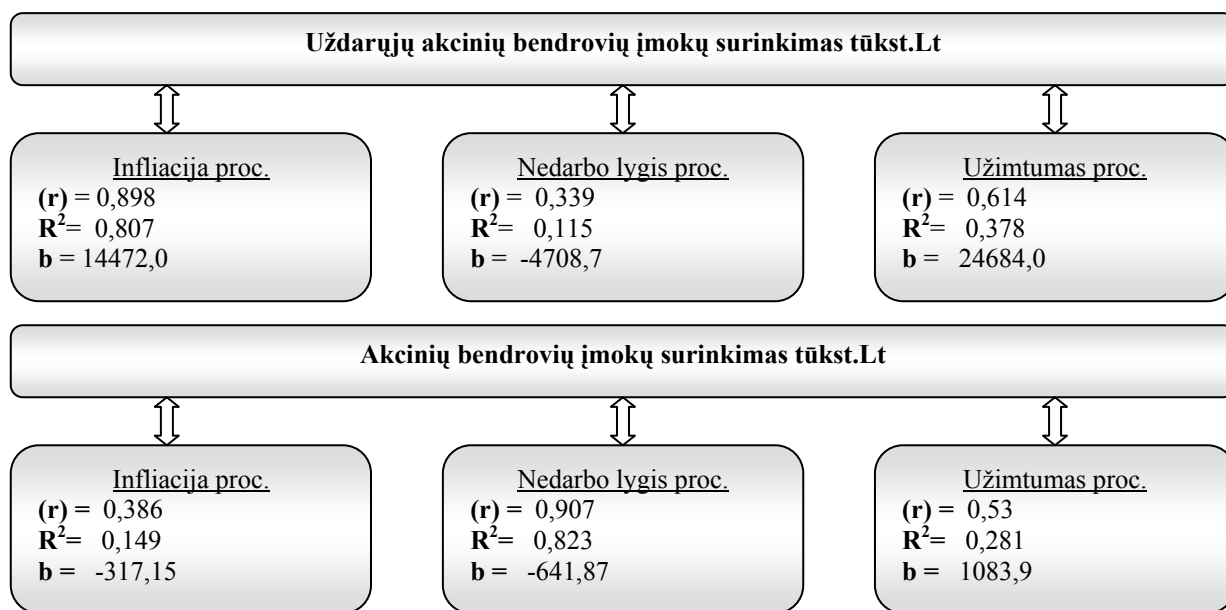 Uždarųjų akcinių bendrovių įmokų surinkimas tūkst.Lt
Infliacija proc.
(r) = 0,898
R²= 0,807
b = 14472,0
Nedarbo lygis proc.
(r) = 0,339
R²= 0,115
b = -4708,7
Užimtumas proc.
(r) = 0,614
R²= 0,378
b = 24684,0
Akcinių bendrovių įmokų surinkimas tūkst.Lt
Infliacija proc.
(r) = 0,386
R²= 0,149
b = -317,15
Nedarbo lygis proc.
(r) = 0,907
R²= 0,823
b = -641,87
Užimtumas proc.
(r) = 0,53
R²= 0,281
b = 1083,9